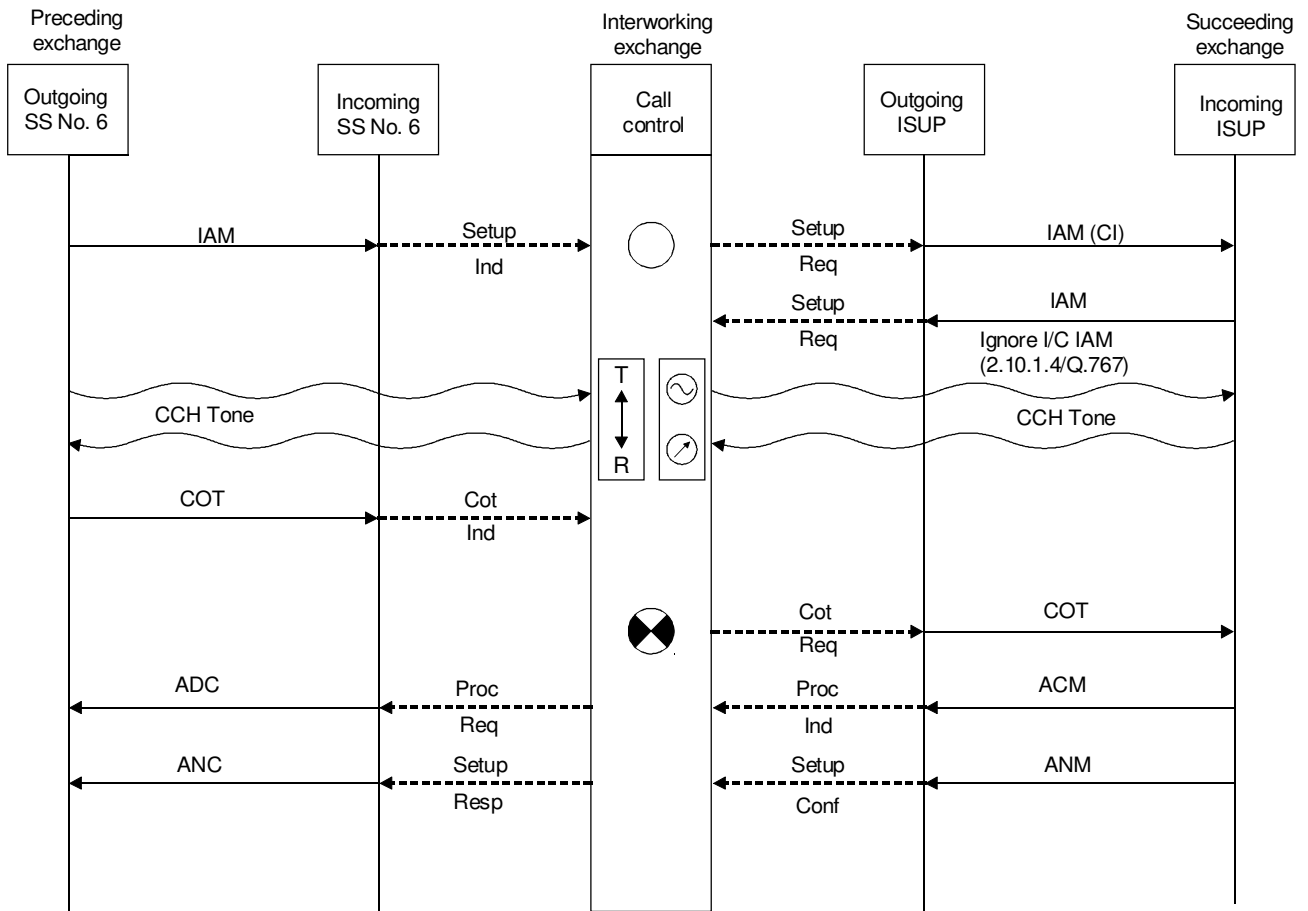 Preceding
exchange
Interworking
exchange
Succeeding
exchange
Outgoing
SS No. 6
Incoming
SS No. 6
Call
control
Outgoing
ISUP
Incoming
ISUP
IAM
Setup
Ind
Setup
Req
IAM (CI)
Setup
Req
IAM
Ignore I/C IAM
(2.10.1.4/Q.767)
T
R
CCH Tone
CCH Tone
COT
Cot
Ind
Cot
Req
COT
ADC
Proc
Req
Proc
Ind
ACM
ANC
Setup
Resp
Setup
Conf
ANM